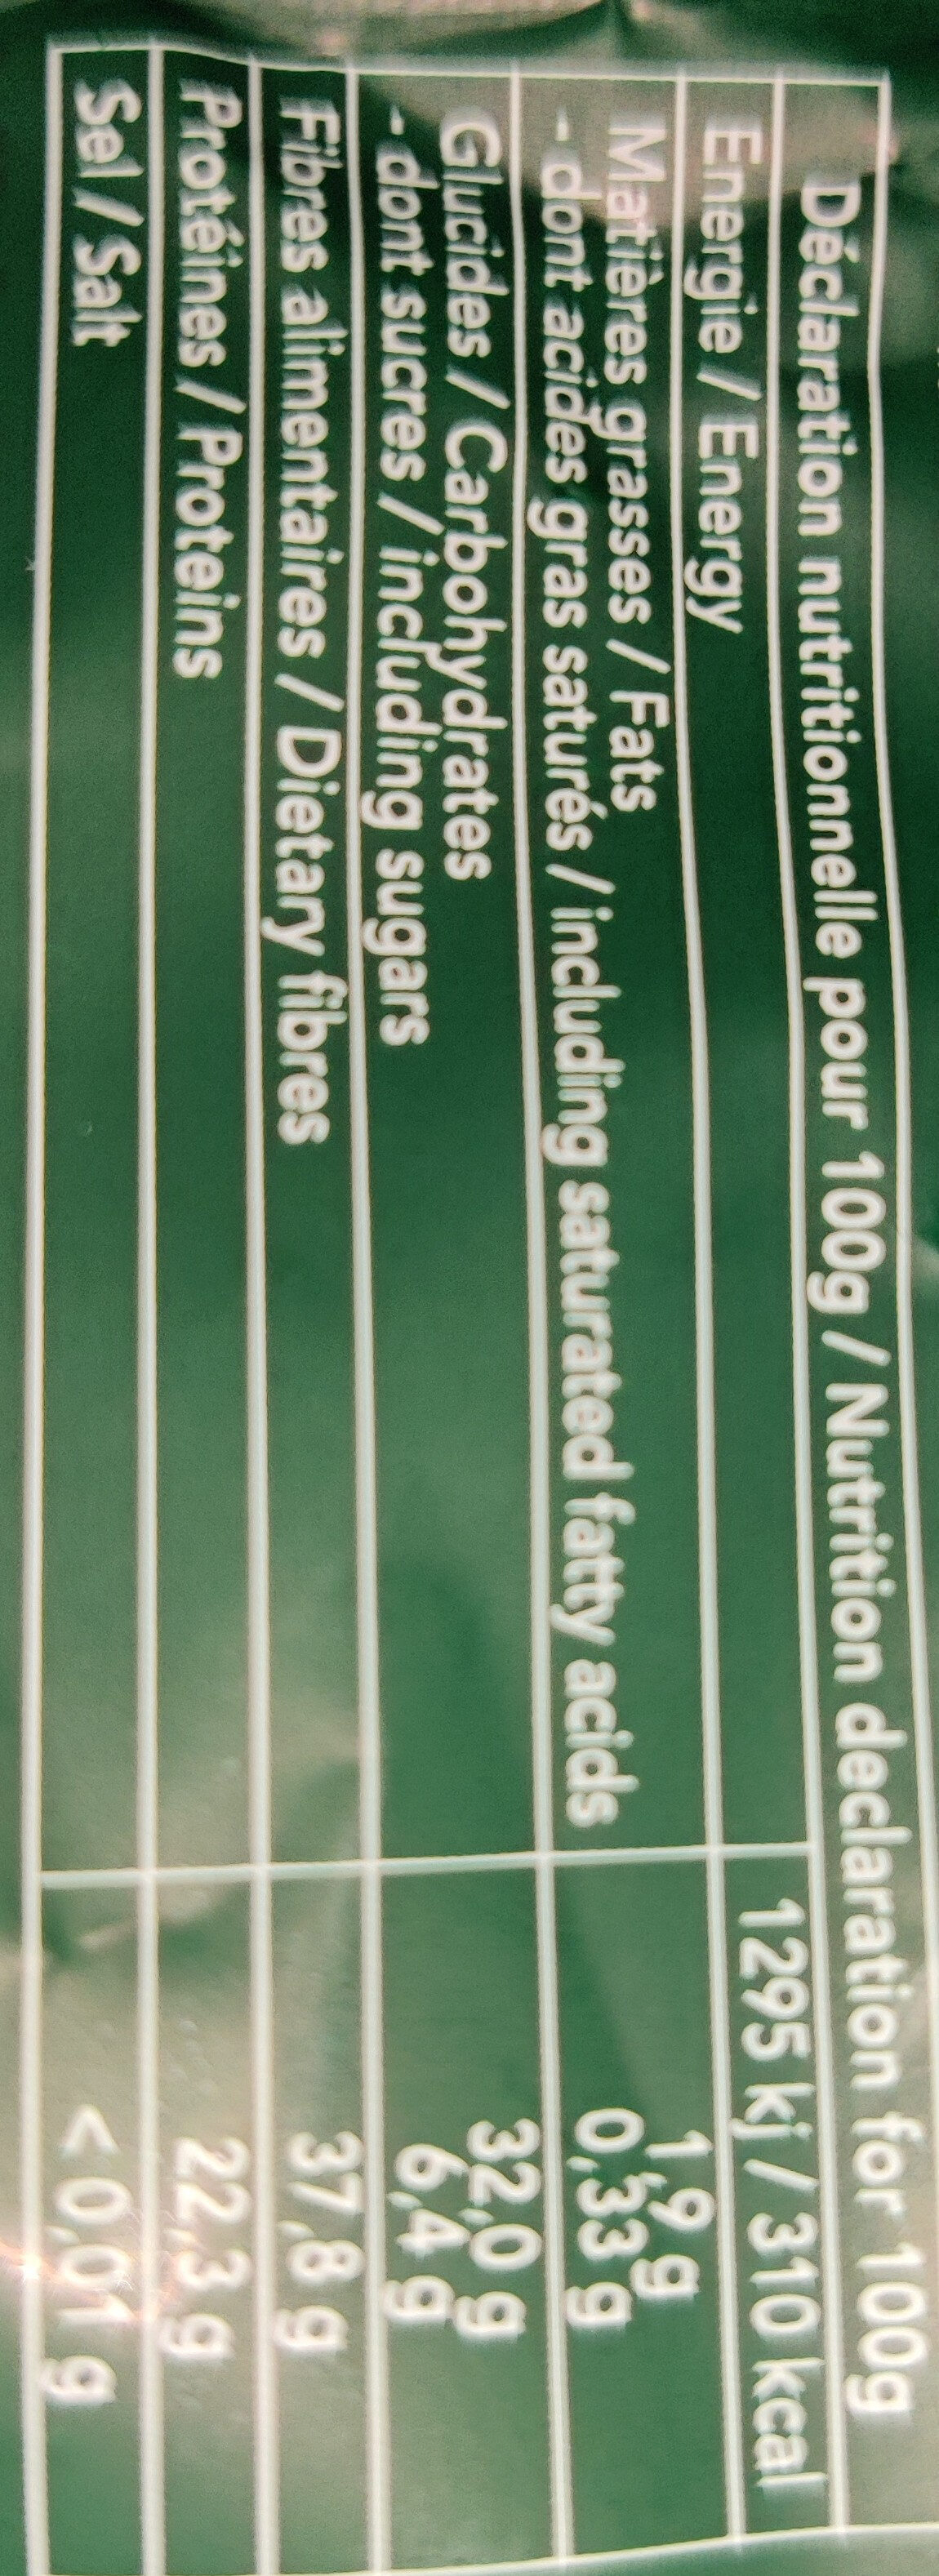 Déclaration nutritionnelle pour 100g / Nutrition declaration for 100g
Energie / Energy 1295 kj / 310 kcal
Matières grasses / Fats 1,9 g
- dont acides gras saturés / including saturated fatty acids 0,33 g
Glucides / Carbohydrates 32,0 g
- dont sucres / including sugars 6,4 g
Fibres alimentaires / Dietary fibres 37,8 g
Protéines / Proteins 22,3 g
Sel / Salt < 0,01 g